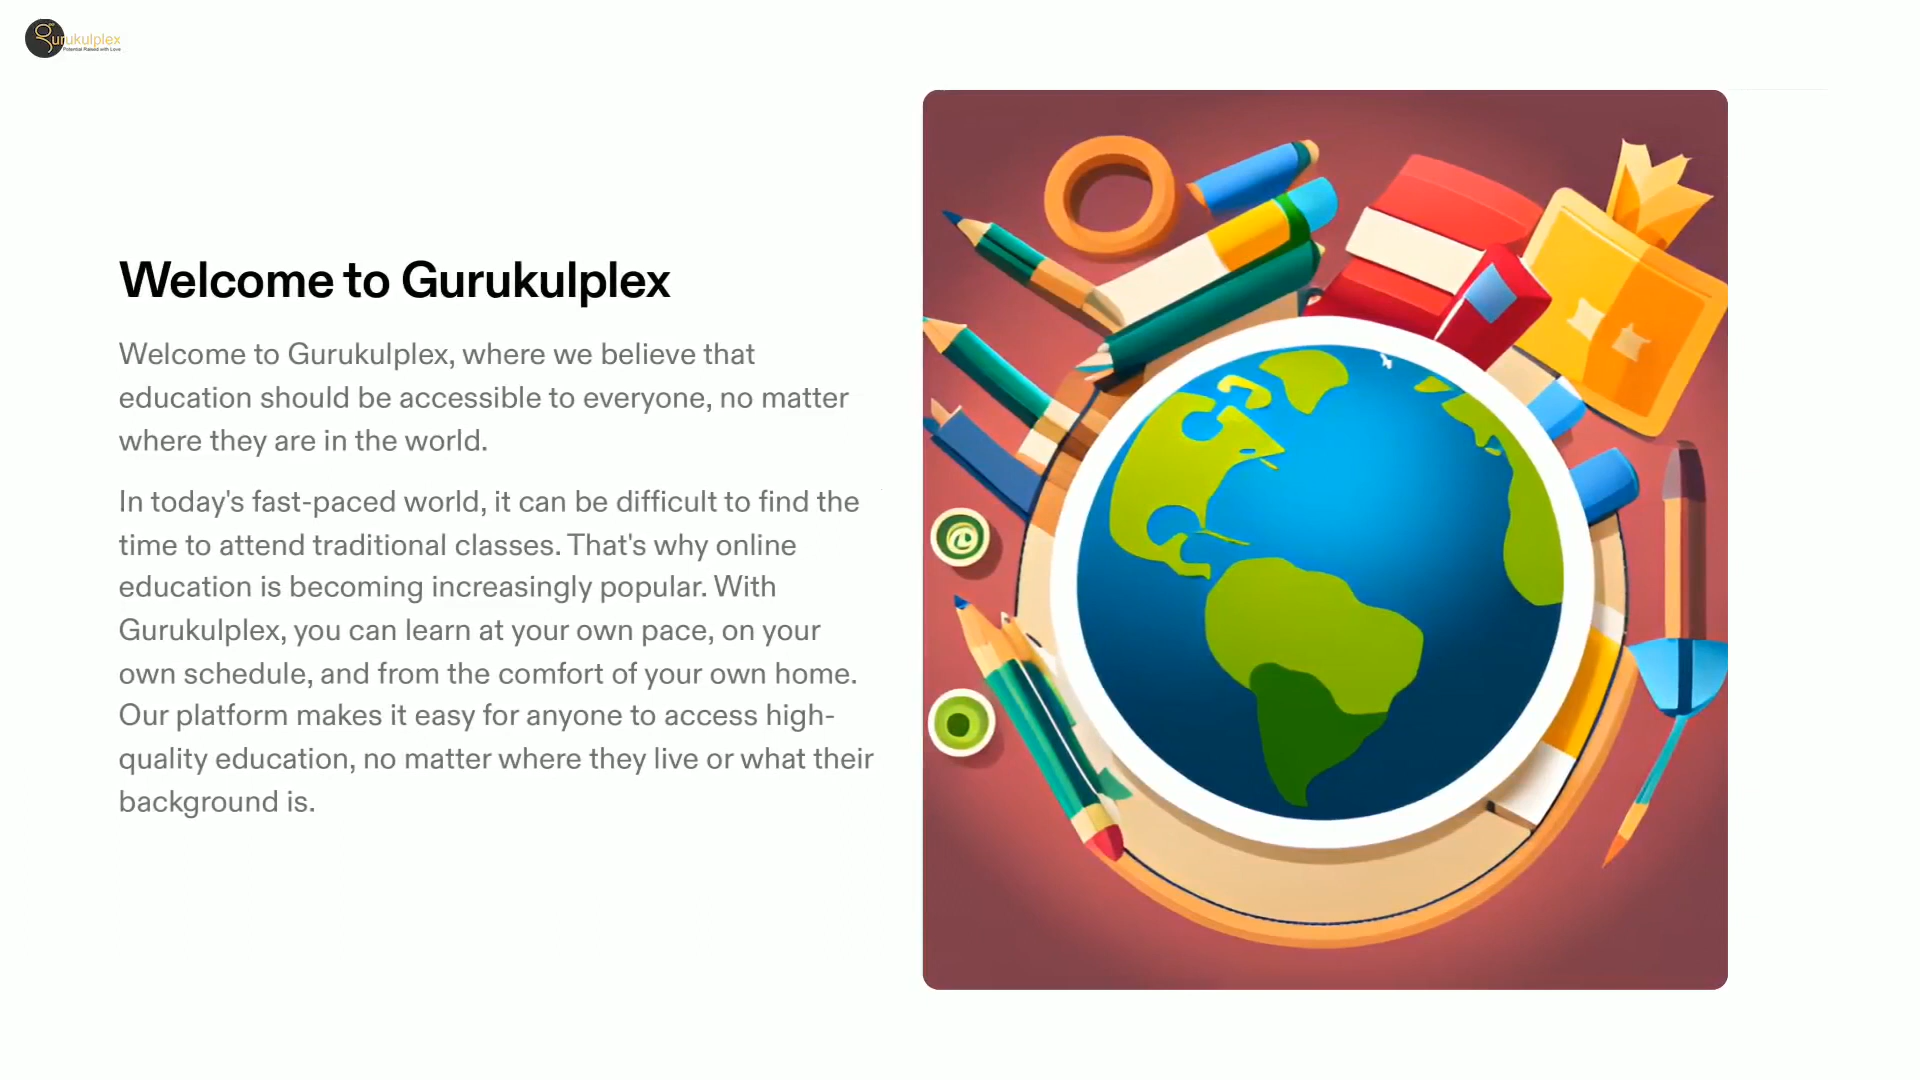 gurukulplex
Potential Raised with Love
Welcome to Gurukulplex
Welcome to Gurukulplex, where we believe that
education should be accessible to everyone, no matter
where they are in the world.
In today's fast-paced world, it can be difficult to find the
time to attend traditional classes. That's why online
education is becoming increasingly popular. With
Gurukulplex, you can learn at your own pace, on your
own schedule, and from the comfort of your own home.
Our platform makes it easy for anyone to access high-
quality education, no matter where they live or what their
background is.